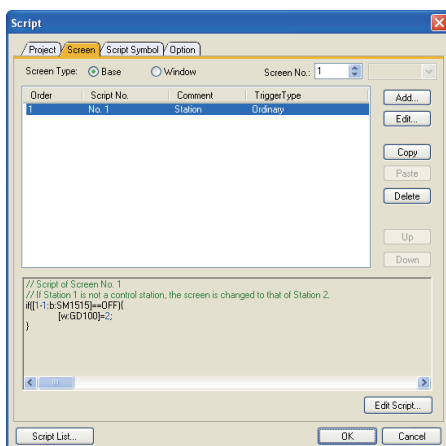 Script
Project Screen Script Symbol Option
Screen Type: Base Window Screen No.: 1
Order Script No. Comment TriggerType
1 No. 1 Station Ordinary
Add...
Edit...
Copy
Paste
Delete
Up
Down
// Script of Screen No. 1
// If Station 1 is not a control station, the screen is changed to that of Station 2.
if([1-1:b:SM1515]==OFF){
[w:GD100]=2;
}
Edit Script...
Script List... OK Cancel